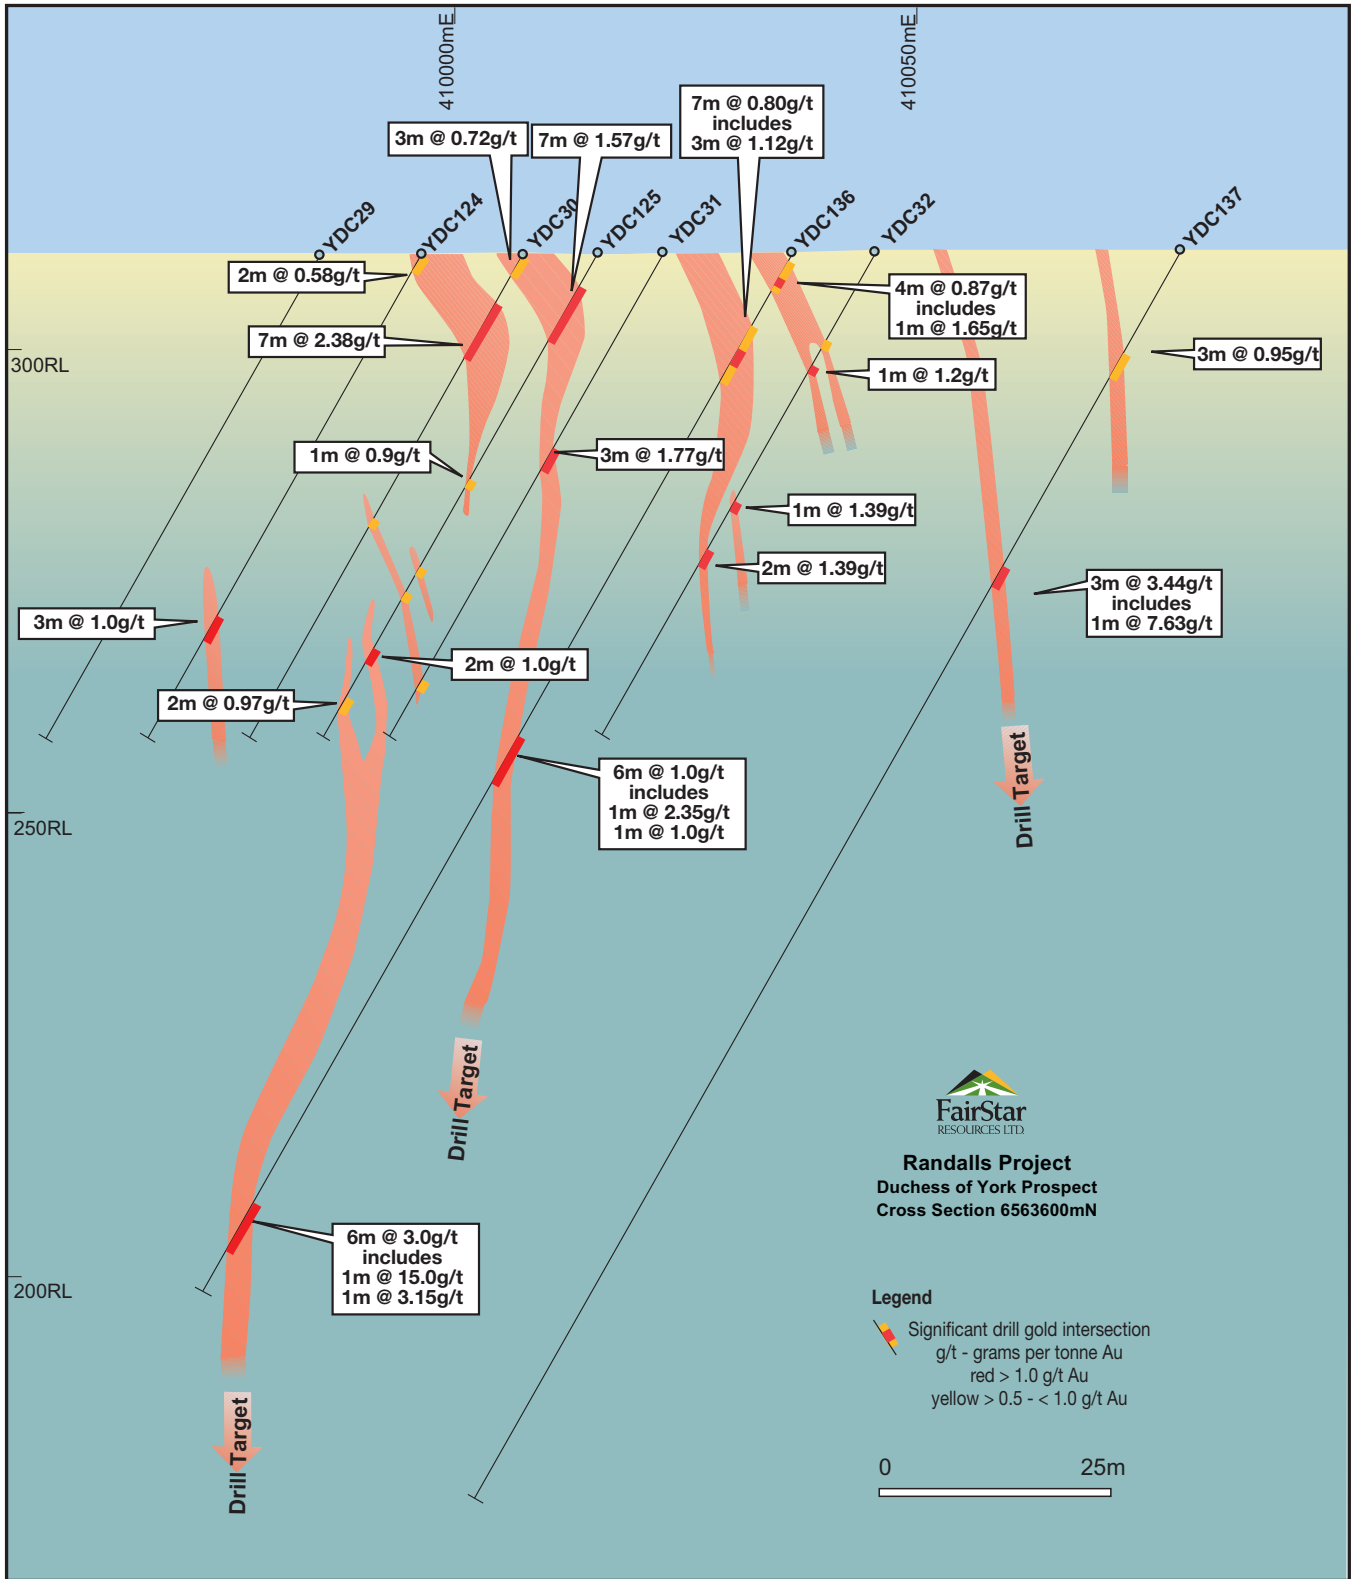 410000mE
410050mE
7m @ 0.80g/t
includes
3m @ 1.12g/t
3m @ 0.72g/t
7m @ 1.57g/t
YDC29
YDC124
YDC30
YDC125
YDC31
YDC136
YDC32
YDC137
2m @ 0.58g/t
4m @ 0.87g/t
includes
1m @ 1.65g/t
7m @ 2.38g/t
300RL
3m @ 0.95g/t
1m @ 1.2g/t
1m @ 0.9g/t
3m @ 1.77g/t
1m @ 1.39g/t
2m @ 1.39g/t
3m @ 3.44g/t
includes
1m @ 7.63g/t
3m @ 1.0g/t
2m @ 1.0g/t
2m @ 0.97g/t
6m @ 1.0g/t
includes
1m @ 2.35g/t
1m @ 1.0g/t
Drill Target
250RL
Drill Target
FairStar
RESOURCES LTD.
Randalls Project
Duchess of York Prospect
Cross Section 6563600mN
6m @ 3.0g/t
includes
1m @ 15.0g/t
1m @ 3.15g/t
200RL
Legend
Significant drill gold intersection
g/t - grams per tonne Au
red > 1.0 g/t Au
yellow > 0.5 - < 1.0 g/t Au
Drill Target
0 25m